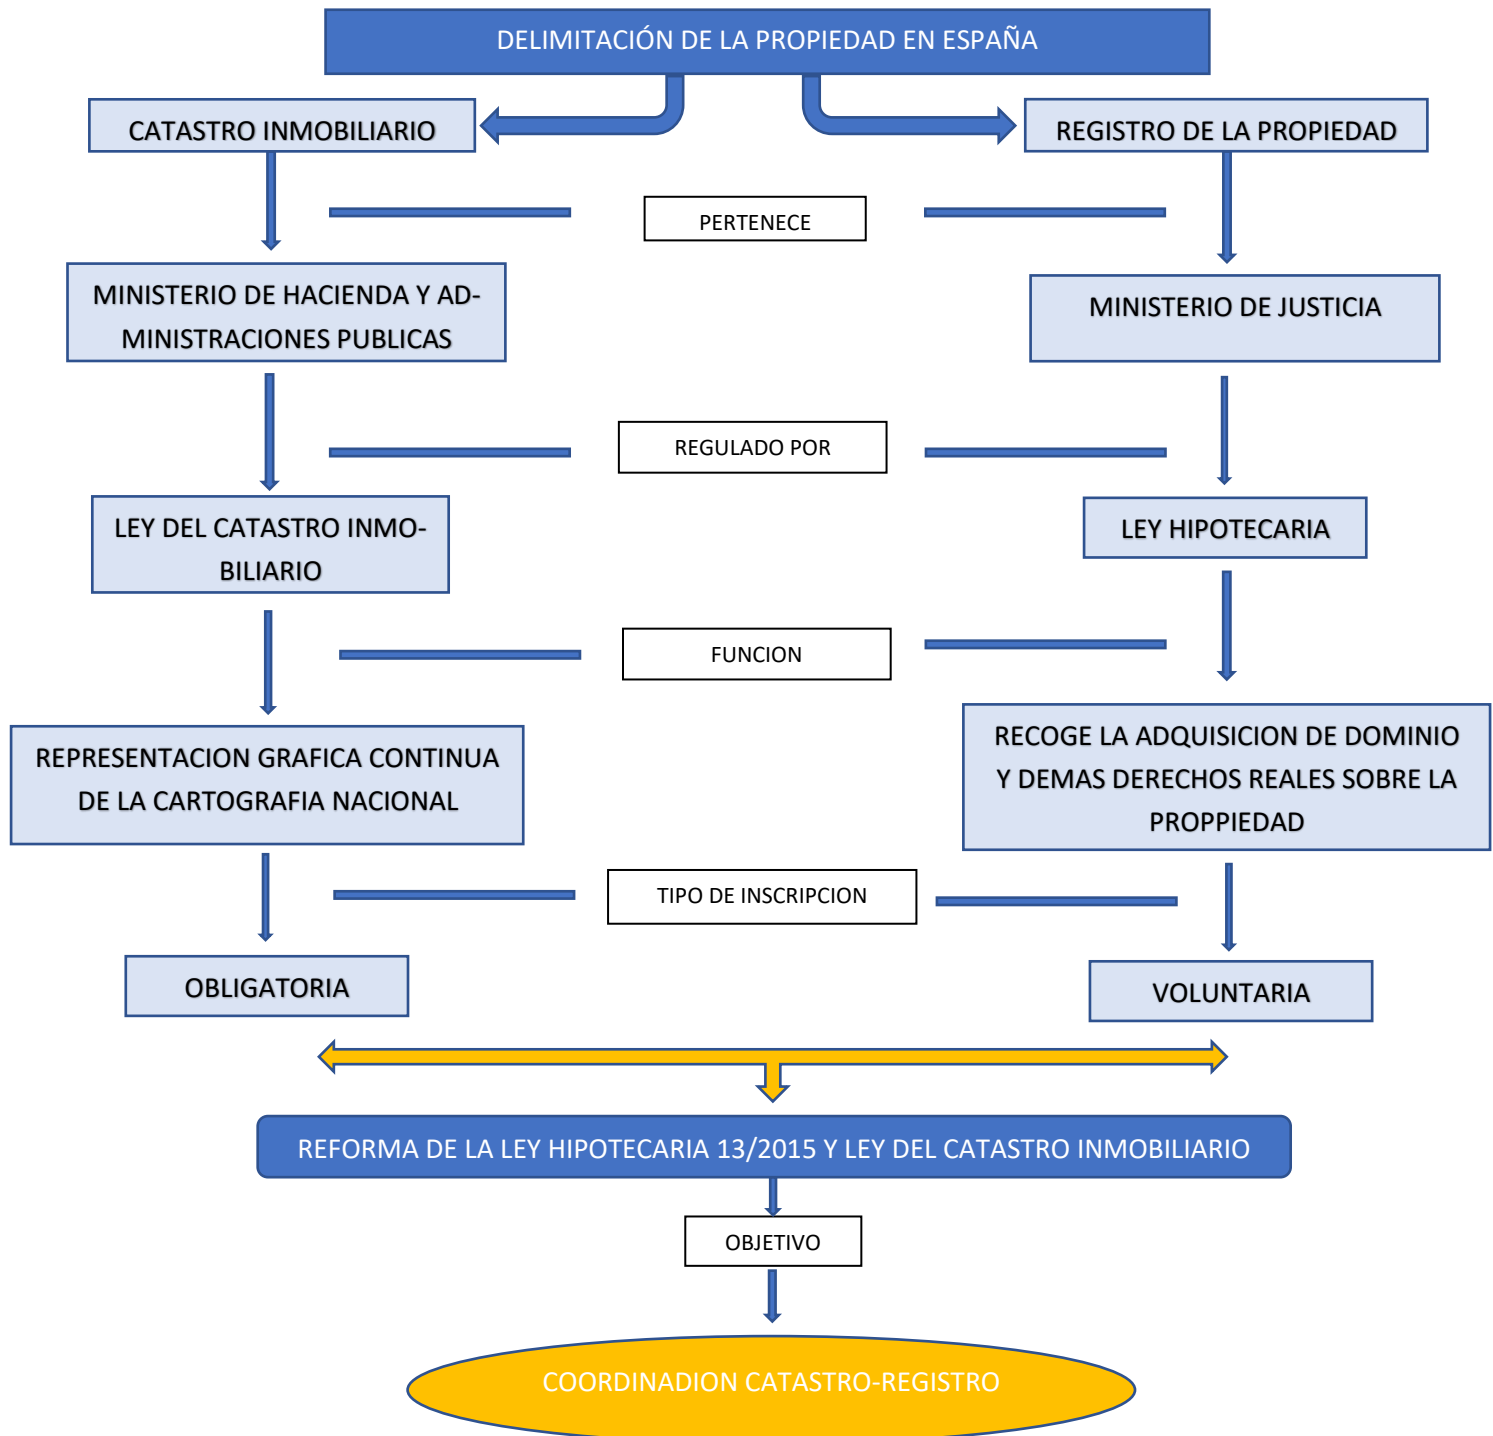 DELIMITACIÓN DE LA PROPIEDAD EN ESPAÑA
CATASTRO INMOBILIARIO
REGISTRO DE LA PROPIEDAD
PERTENECE
MINISTERIO DE HACIENDA Y AD-
MINISTRACIONES PUBLICAS
MINISTERIO DE JUSTICIA
REGULADO POR
LEY DEL CATASTRO INMO-
BILIARIO
LEY HIPOTECARIA
FUNCION
REPRESENTACION GRAFICA CONTINUA
DE LA CARTOGRAFIA NACIONAL
RECOGE LA ADQUISICION DE DOMINIO
Y DEMAS DERECHOS REALES SOBRE LA
PROPPIEDAD
TIPO DE INSCRIPCION
OBLIGATORIA
VOLUNTARIA
REFORMA DE LA LEY HIPOTECARIA 13/2015 Y LEY DEL CATASTRO INMOBILIARIO
OBJETIVO
COORDINADION CATASTRO-REGISTRO